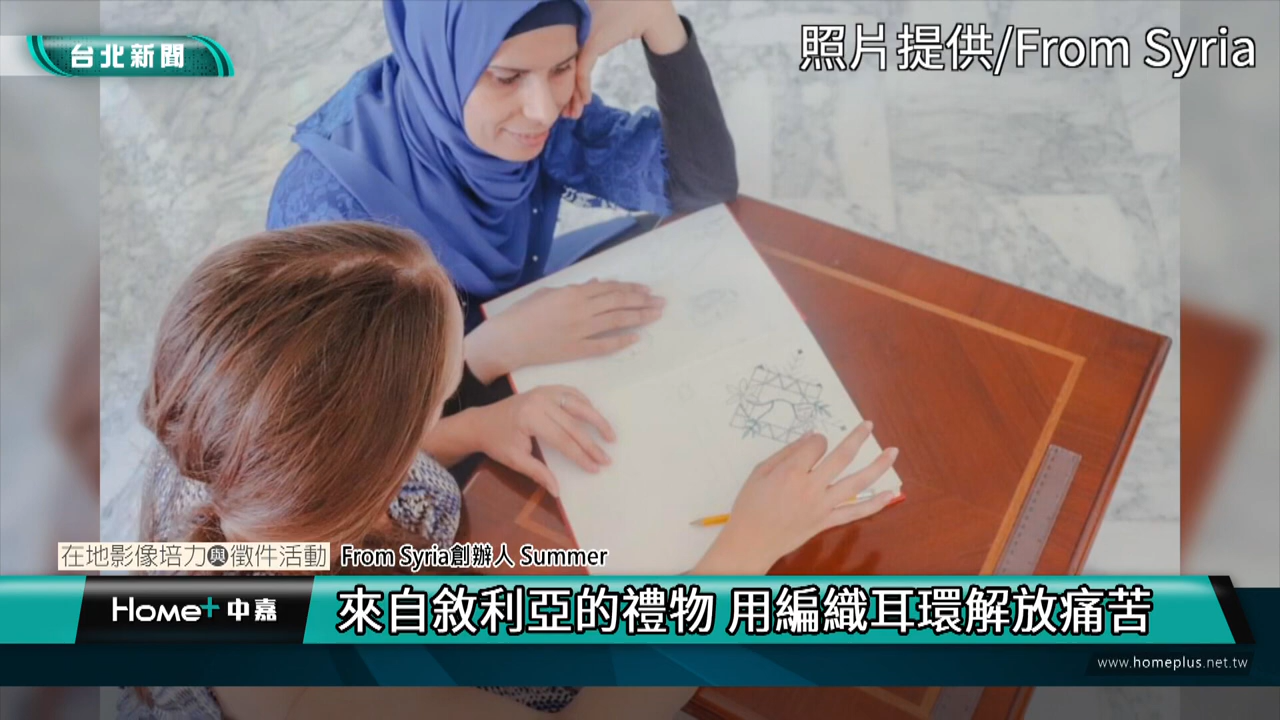 台北新聞
照片提供/From Syria
在地影像培力與徵件活動 From Syria創辦人 Summer
Home+ 中嘉 來自敘利亞的禮物 用編織耳環解放痛苦
www.homeplus.net.tw